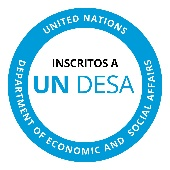 UNITED NATIONS
INSCRITOS A
UN DESA
DEPARTMENT OF ECONOMIC AND SOCIAL AFFAIRS